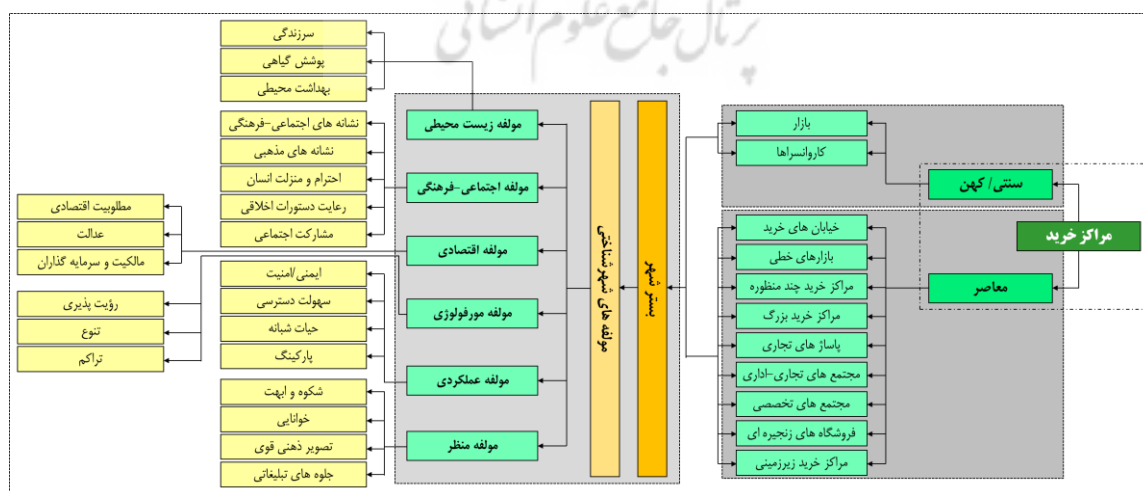 پرتال جامع علوم انسانی
مراکز خرید
سنتی/ کهن
معاصر
بازار
کاروانسراها
خیابان های خرید
بازارهای خطی
مراکز خرید چند منظوره
مراکز خرید بزرگ
پاساژ های تجاری
مجتمع های تجاری-اداری
مجتمع های تخصصی
فروشگاه های زنجیره ای
مراکز خرید زیرزمینی
بستر شهر
مولفه های شهرشناختی
مولفه زیست محیطی
مولفه اجتماعی-فرهنگی
مولفه اقتصادی
مولفه مورفولوژی
مولفه عملکردی
مولفه منظر
سرزندگی
پوشش گیاهی
بهداشت محیطی
نشانه های اجتماعی-فرهنگی
نشانه های مذهبی
احترام و منزلت انسان
رعایت دستورات اخلاقی
مشارکت اجتماعی
مطلوبیت اقتصادی
عدالت
مالکیت و سرمایه گذاران
رؤیت پذیری
تنوع
تراکم
ایمنی/امنیت
سهولت دسترسی
حیات شبانه
پارکینگ
شکوه و ابهت
خوانایی
تصویر ذهنی قوی
جلوه های تبلیغاتی